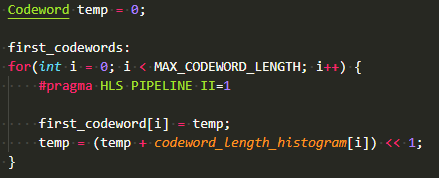 Codeword temp = 0;
first_codewords:
for(int i = 0; i < MAX_CODEWORD_LENGTH; i++) {
#pragma HLS PIPELINE II=1
first_codeword[i] = temp;
temp = (temp + codeword_length_histogram[i]) << 1;
}